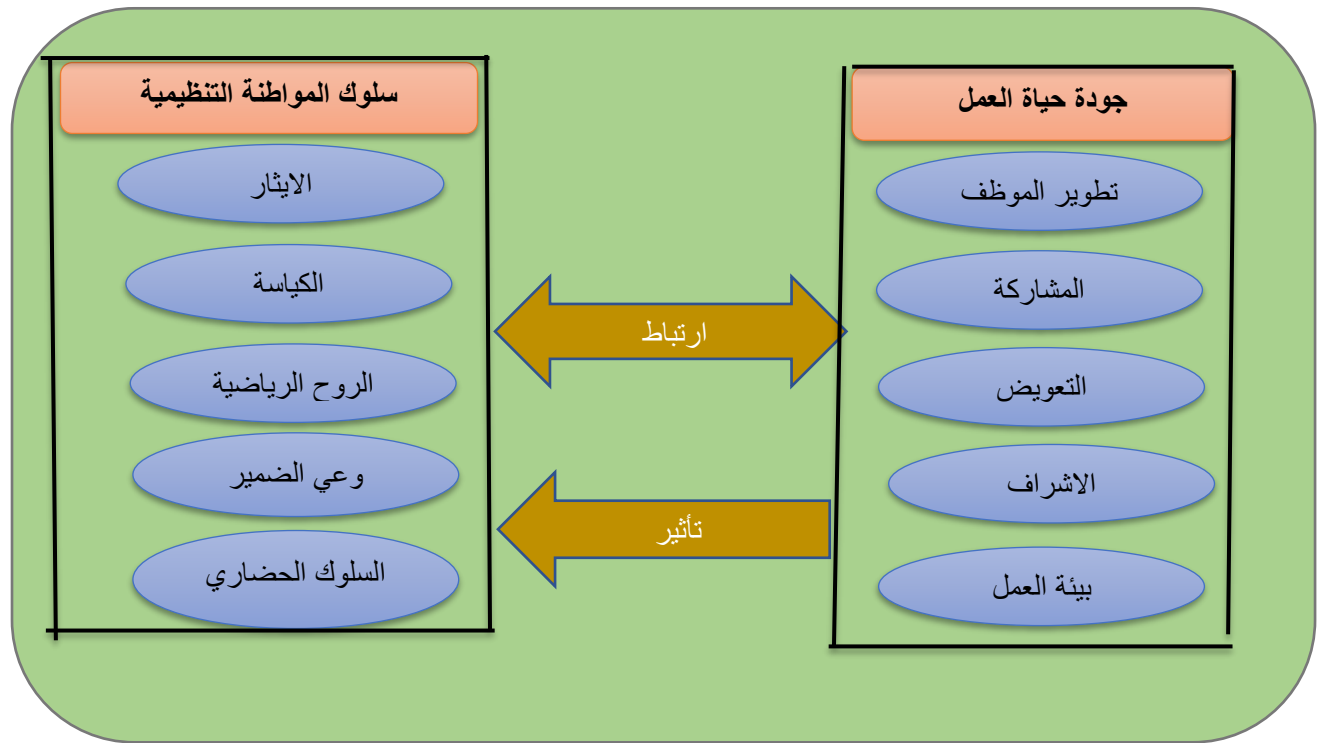 جودة حياة العمل
تطوير الموظف
المشاركة
التعويض
الاشراف
بيئة العمل
ارتباط
تأثير
سلوك المواطنة التنظيمية
الايثار
الكياسة
الروح الرياضية
وعي الضمير
السلوك الحضاري